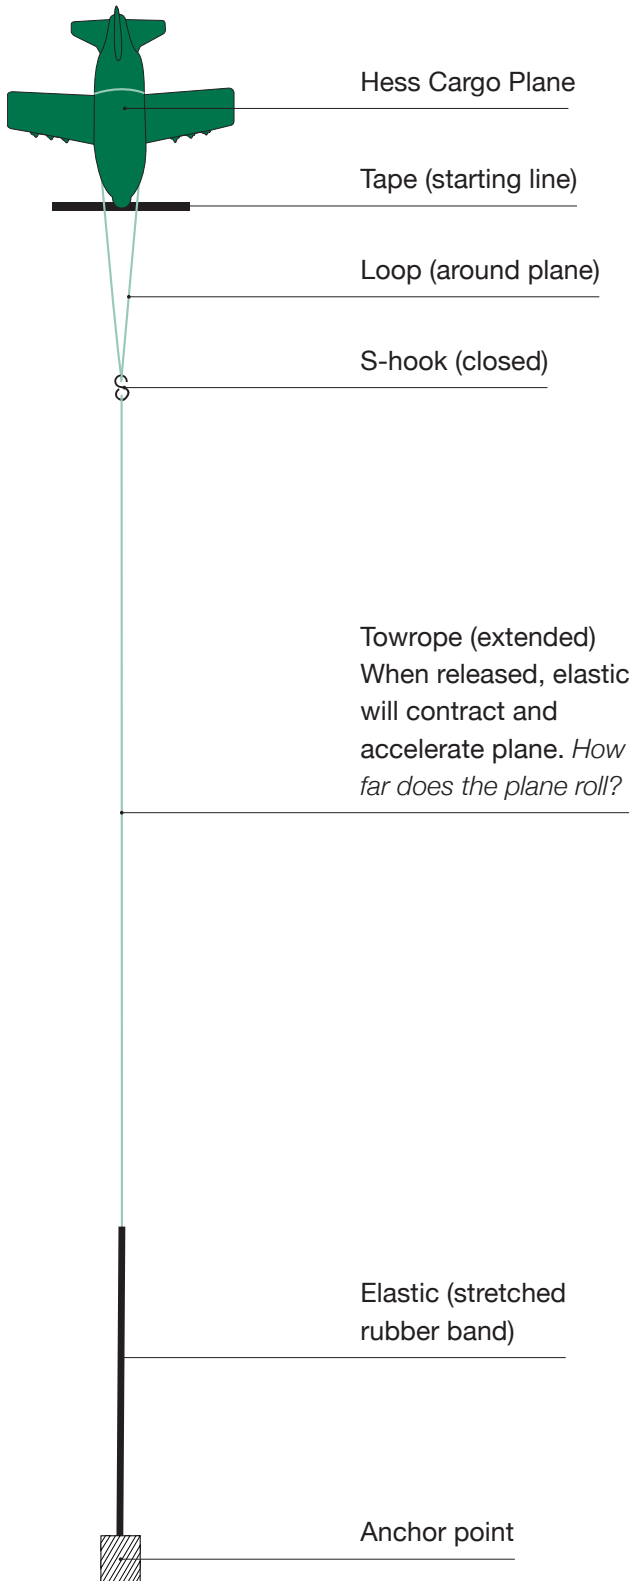 Hess Cargo Plane
Tape (starting line)
Loop (around plane)
S-hook (closed)
Towrope (extended)
When released, elastic
will contract and
accelerate plane. How
far does the plane roll?
Elastic (stretched
rubber band)
Anchor point